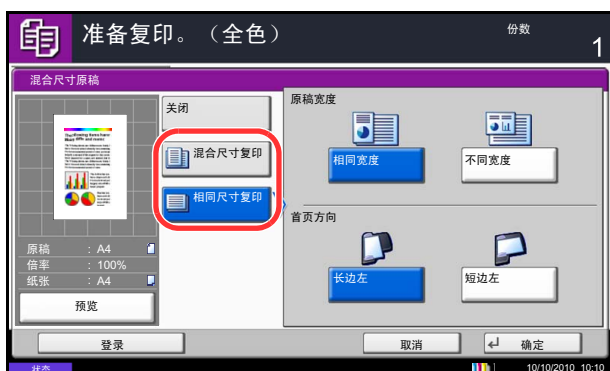 准备复印。（全色）
份数
1
混合尺寸原稿
关闭
混合尺寸复印
相同尺寸复印
原稿 : A4
倍率 : 100%
纸张 : A4
预览
原稿宽度
相同宽度
不同宽度
首页方向
长边左
短边左
登录
取消
确定
状态
10/10/2010 10:10